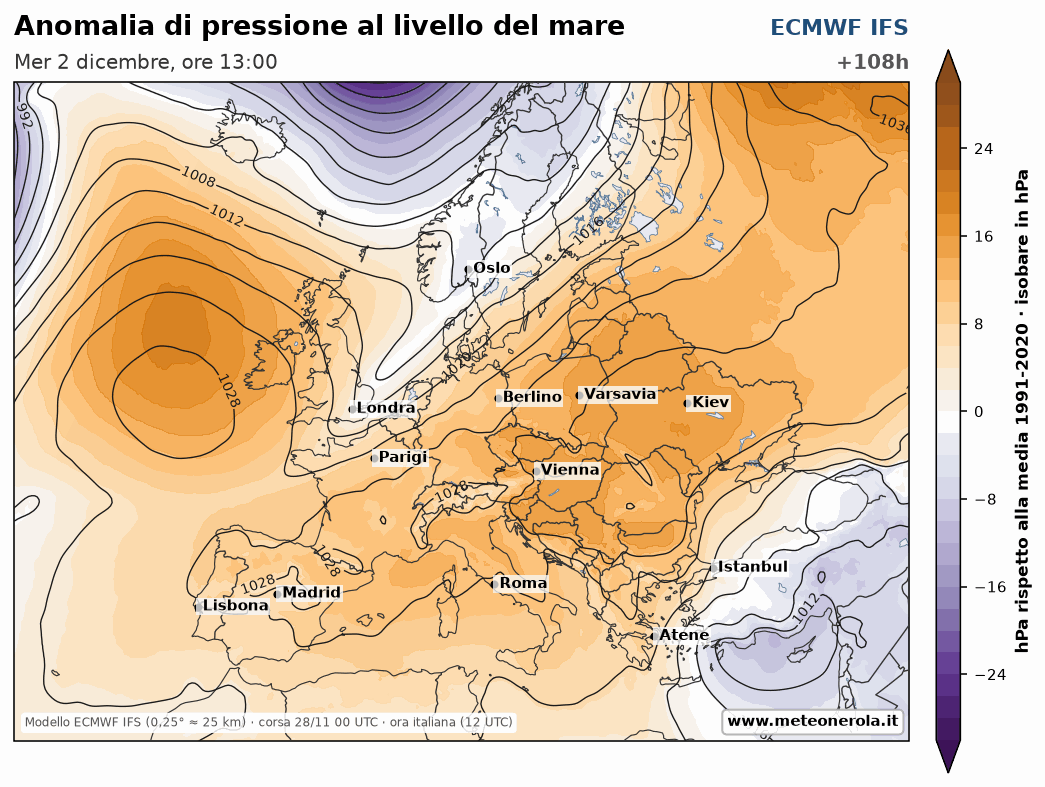 Anomalia di pressione al livello del mare
ECMWF IFS
Mer 2 dicembre, ore 13:00
+108h
992
1036
1008
1012
1016
Oslo
1020
1028
Londra
Berlino
Varsavia
Kiev
Parigi
Vienna
1028
1028
1028
Istanbul
Roma
Madrid
Lisbona
1012
Atene
Modello ECMWF IFS (0,25° ≈ 25 km) · corsa 28/11 00 UTC · ora italiana (12 UTC)
www.meteonerola.it
24
16
8
0
−8
−16
−24
hPa rispetto alla media 1991-2020 · isobare in hPa